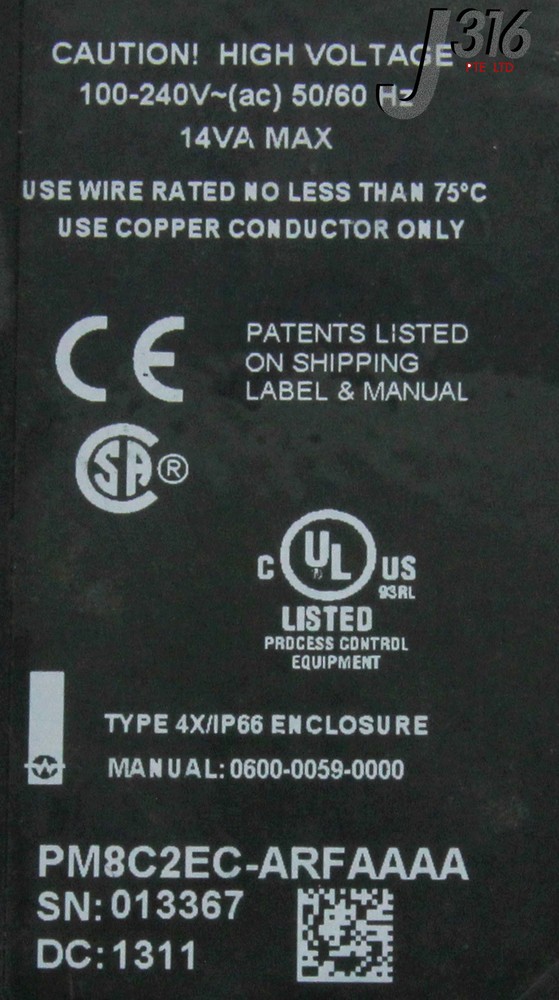 J316
PTE LTD
CAUTION! HIGH VOLTAGE
100-240V~(ac) 50/60 Hz
14VA MAX
USE WIRE RATED NO LESS THAN 75°C
USE COPPER CONDUCTOR ONLY
CE
PATENTS LISTED
ON SHIPPING
LABEL & MANUAL
SA®
C UL US
93RL
LISTED
PROCESS CONTROL
EQUIPMENT
TYPE 4X/IP66 ENCLOSURE
MANUAL: 0600-0059-0000
PM8C2EC-ARFAAAA
SN: 013367
DC: 1311